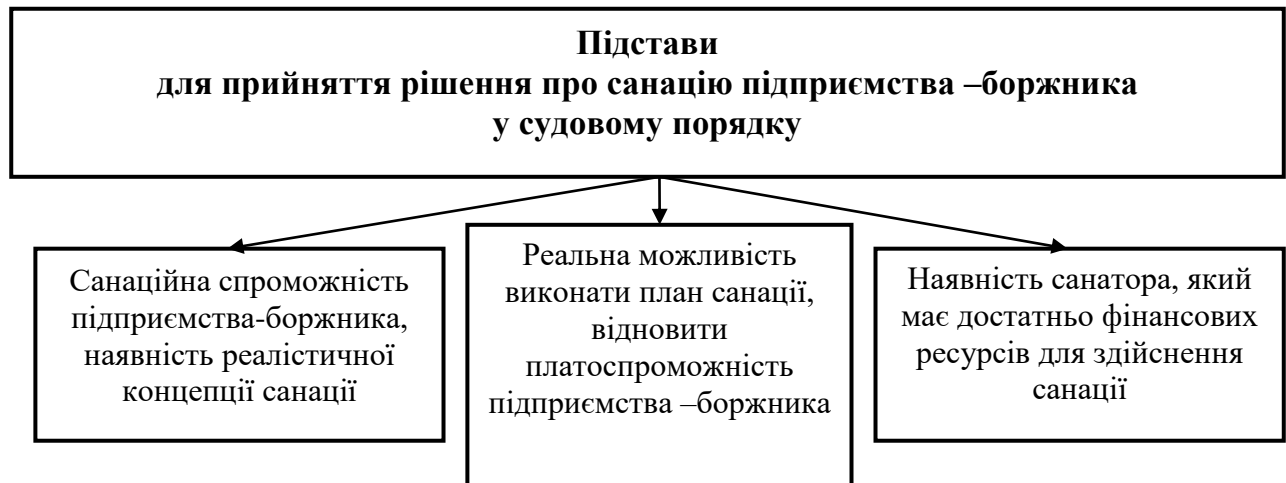 Підстави
для прийняття рішення про санацію підприємства –боржника
у судовому порядку
Санаційна спроможність
підприємства-боржника,
наявність реалістичної
концепції санації
Реальна можливість
виконати план санації,
відновити
платоспроможність
підприємства –боржника
Наявність санатора, який
має достатньо фінансових
ресурсів для здійснення
санації